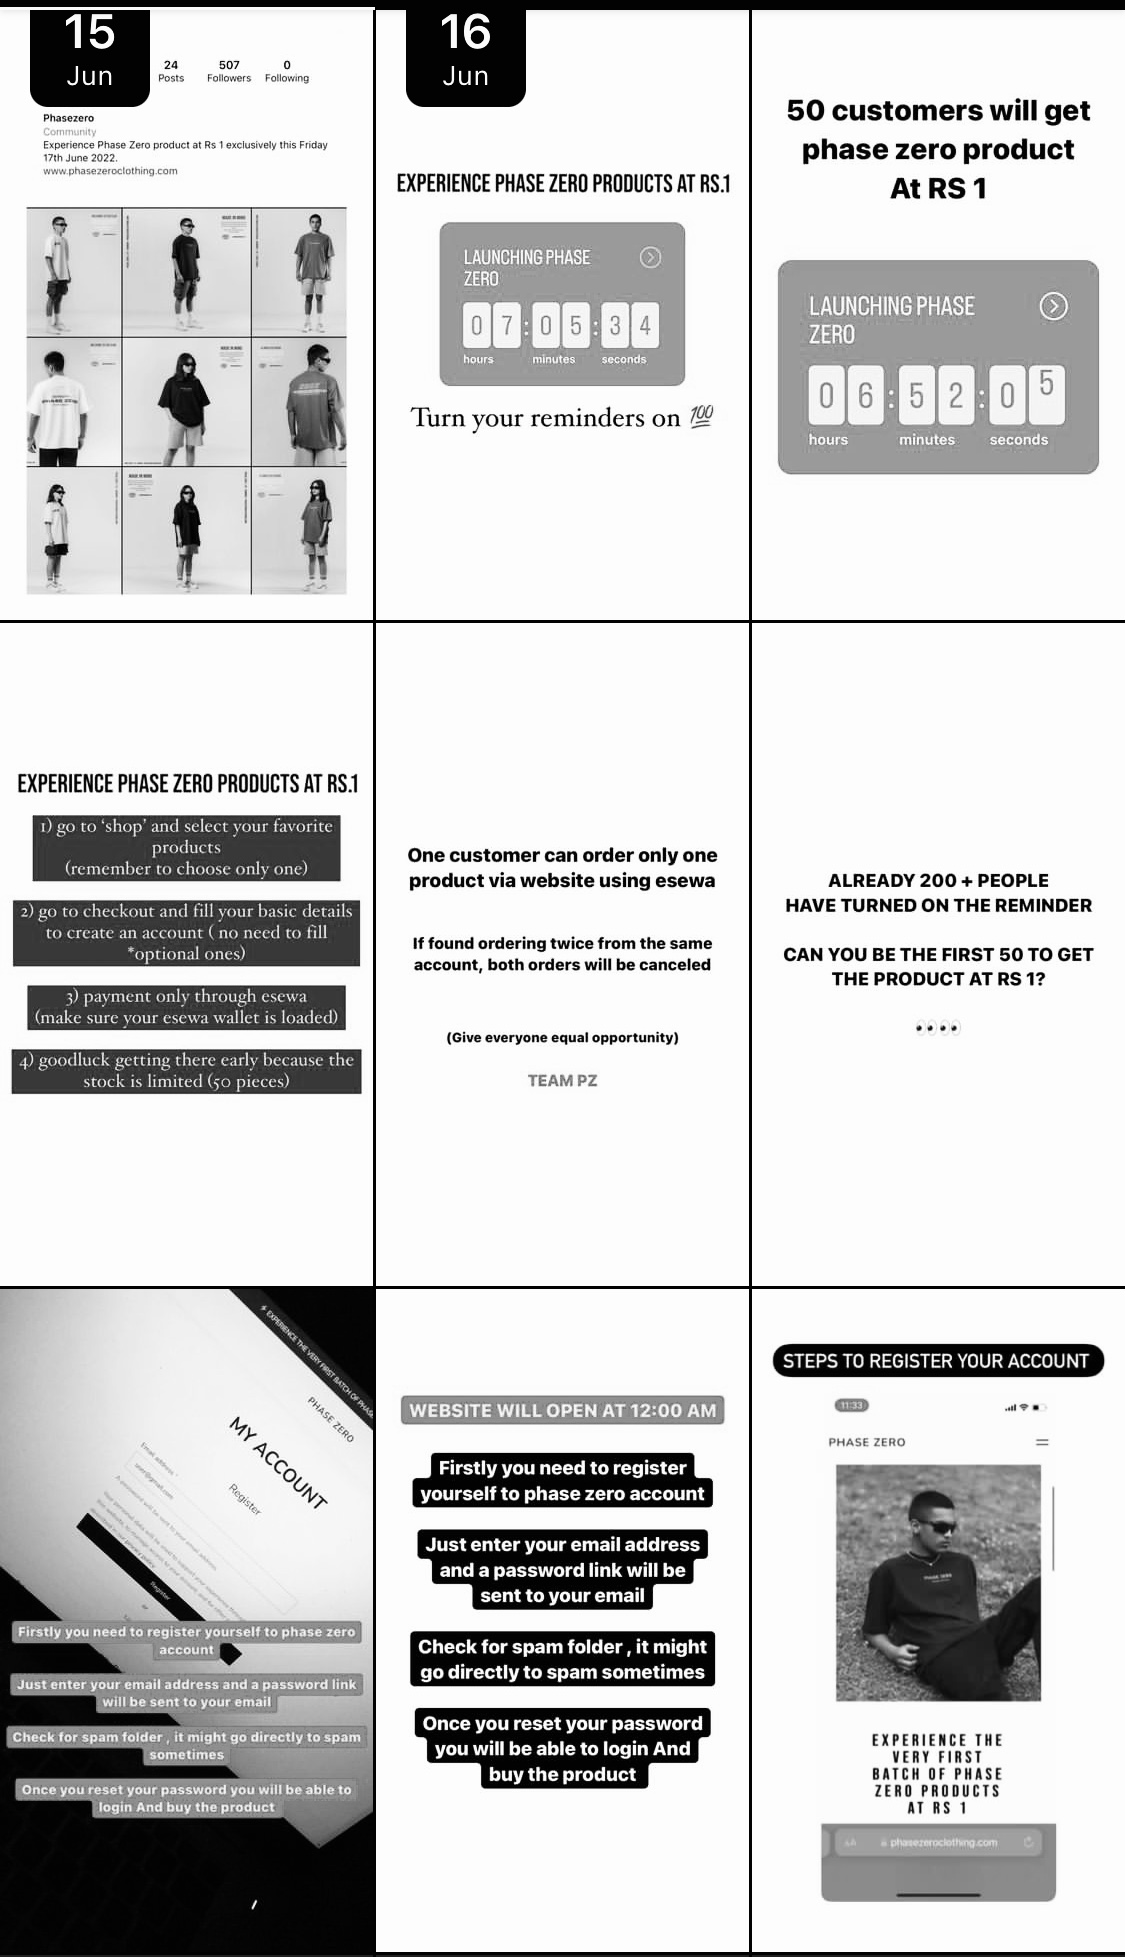 15
Jun
24
Posts
507
Followers
0
Following
Phasezero
Community
Experience Phase Zero product at Rs 1 exclusively this Friday
17th June 2022.
www.phasezeroclothing.com
16
Jun
EXPERIENCE PHASE ZERO PRODUCTS AT RS.1
LAUNCHING PHASE
ZERO
07:05:34
hours minutes seconds
Turn your reminders on 💯
50 customers will get
phase zero product
At RS 1
LAUNCHING PHASE
ZERO
06:52:05
hours minutes seconds
EXPERIENCE PHASE ZERO PRODUCTS AT RS.1
1) go to ‘shop’ and select your favorite
products
(remember to choose only one)
2) go to checkout and fill your basic details
to create an account ( no need to fill
*optional ones)
3) payment only through esewa
(make sure your esewa wallet is loaded)
4) goodluck getting there early because the
stock is limited (50 pieces)
One customer can order only one
product via website using esewa
If found ordering twice from the same
account, both orders will be canceled
(Give everyone equal opportunity)
TEAM PZ
ALREADY 200 + PEOPLE
HAVE TURNED ON THE REMINDER
CAN YOU BE THE FIRST 50 TO GET
THE PRODUCT AT RS 1?
👀👀
EXPERIENCE THE VERY FIRST BATCH OF PHASE
PHASE ZERO
MY ACCOUNT
Register
Email address *
A password will be sent to your email address.
Register
Firstly you need to register yourself to phase zero
account
Just enter your email address and a password link
will be sent to your email
Check for spam folder , it might go directly to spam
sometimes
Once you reset your password you will be able to
login And buy the product
WEBSITE WILL OPEN AT 12:00 AM
Firstly you need to register
yourself to phase zero account
Just enter your email address
and a password link will be
sent to your email
Check for spam folder , it might
go directly to spam sometimes
Once you reset your password
you will be able to login And
buy the product
STEPS TO REGISTER YOUR ACCOUNT
11:33
PHASE ZERO
PHASE ZERO
EXPERIENCE THE
VERY FIRST
BATCH OF PHASE
ZERO PRODUCTS
AT RS 1
AA phasezeroclothing.com